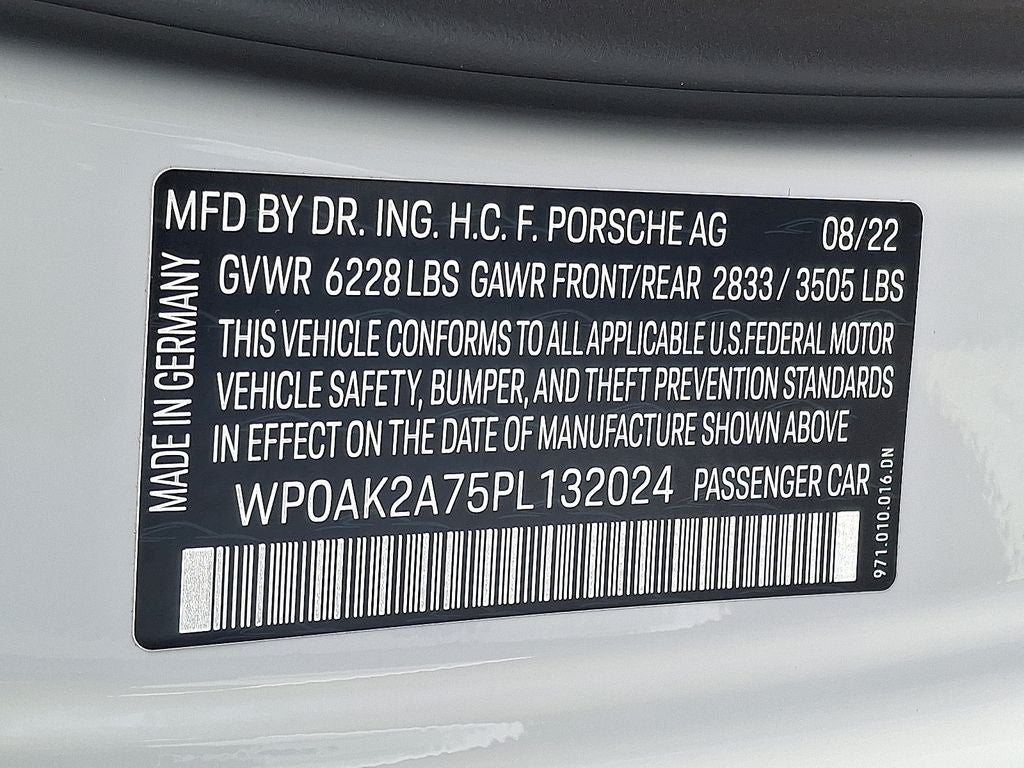 MFD BY DR. ING. H.C. F. PORSCHE AG 08/22
GVWR 6228 LBS GAWR FRONT/REAR 2833 / 3505 LBS
THIS VEHICLE CONFORMS TO ALL APPLICABLE U.S.FEDERAL MOTOR
VEHICLE SAFETY, BUMPER, AND THEFT PREVENTION STANDARDS
IN EFFECT ON THE DATE OF MANUFACTURE SHOWN ABOVE
WP0AK2A75PL132024 PASSENGER CAR
MADE IN GERMANY
971.010.016.DN